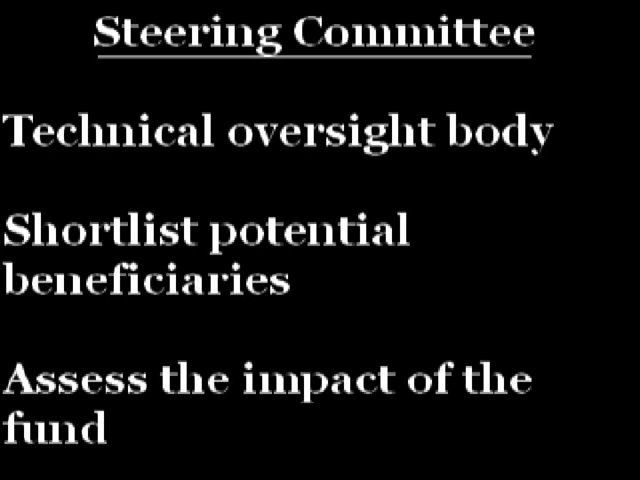 Steering Committee
Technical oversight body
Shortlist potential
beneficiaries
Assess the impact of the
fund